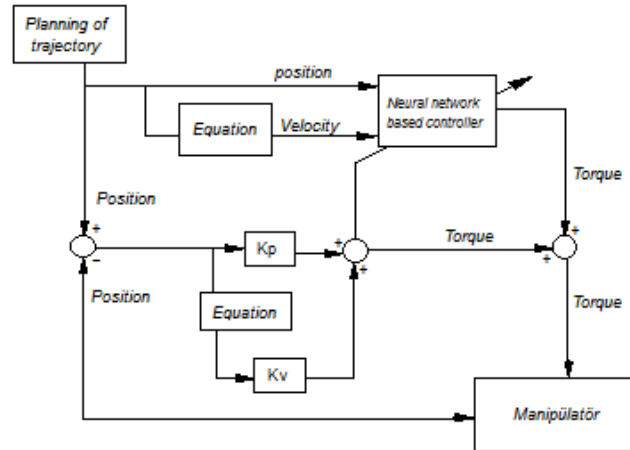 Planning of
trajectory
position
Neural network
based controller
Equation
Velocity
Torque
Position
+
−
Kp
+
+
Torque
+
+
Position
Equation
Torque
Kv
Manipülatör